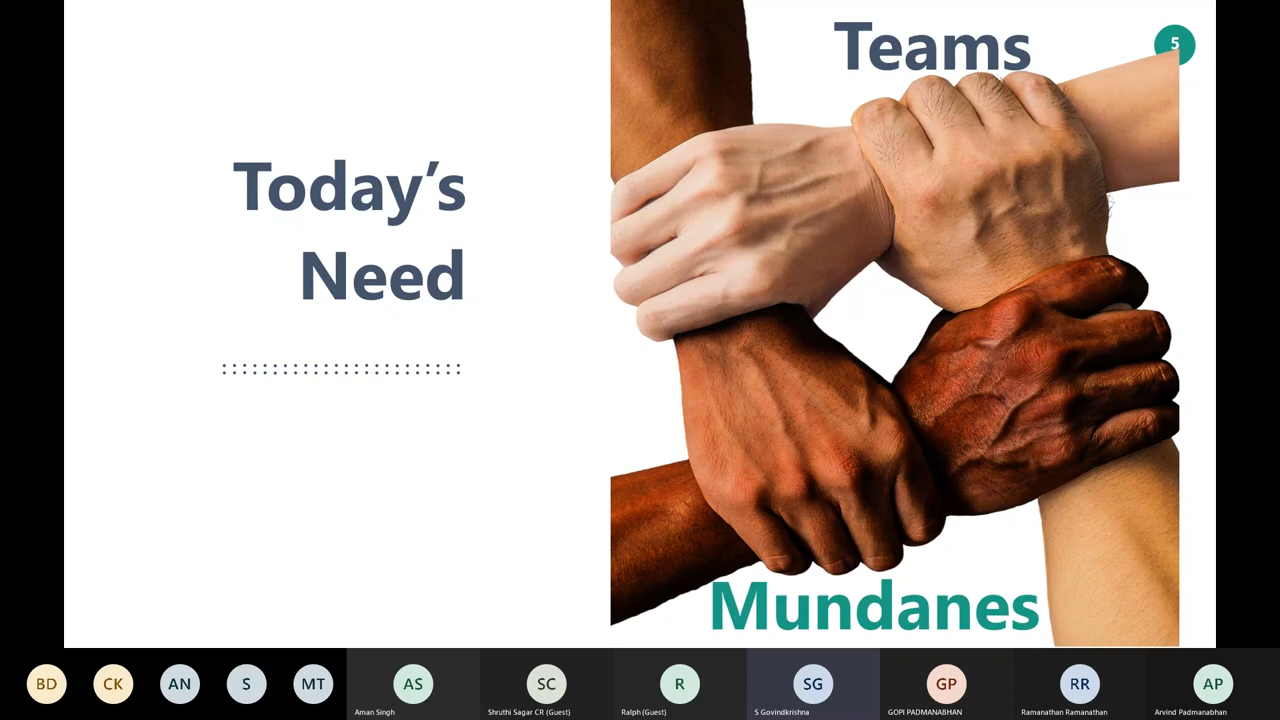 Today's
Need
Teams
5
Mundanes
BD
CK
AN
S
MT
AS
Aman Singh
SC
Shruthi Sagar CR (Guest)
R
Ralph (Guest)
SG
S Govindkrishna
GP
GOPI PADMANABHAN
RR
Ramanathan Ramanathan
AP
Arvind Padmanabhan